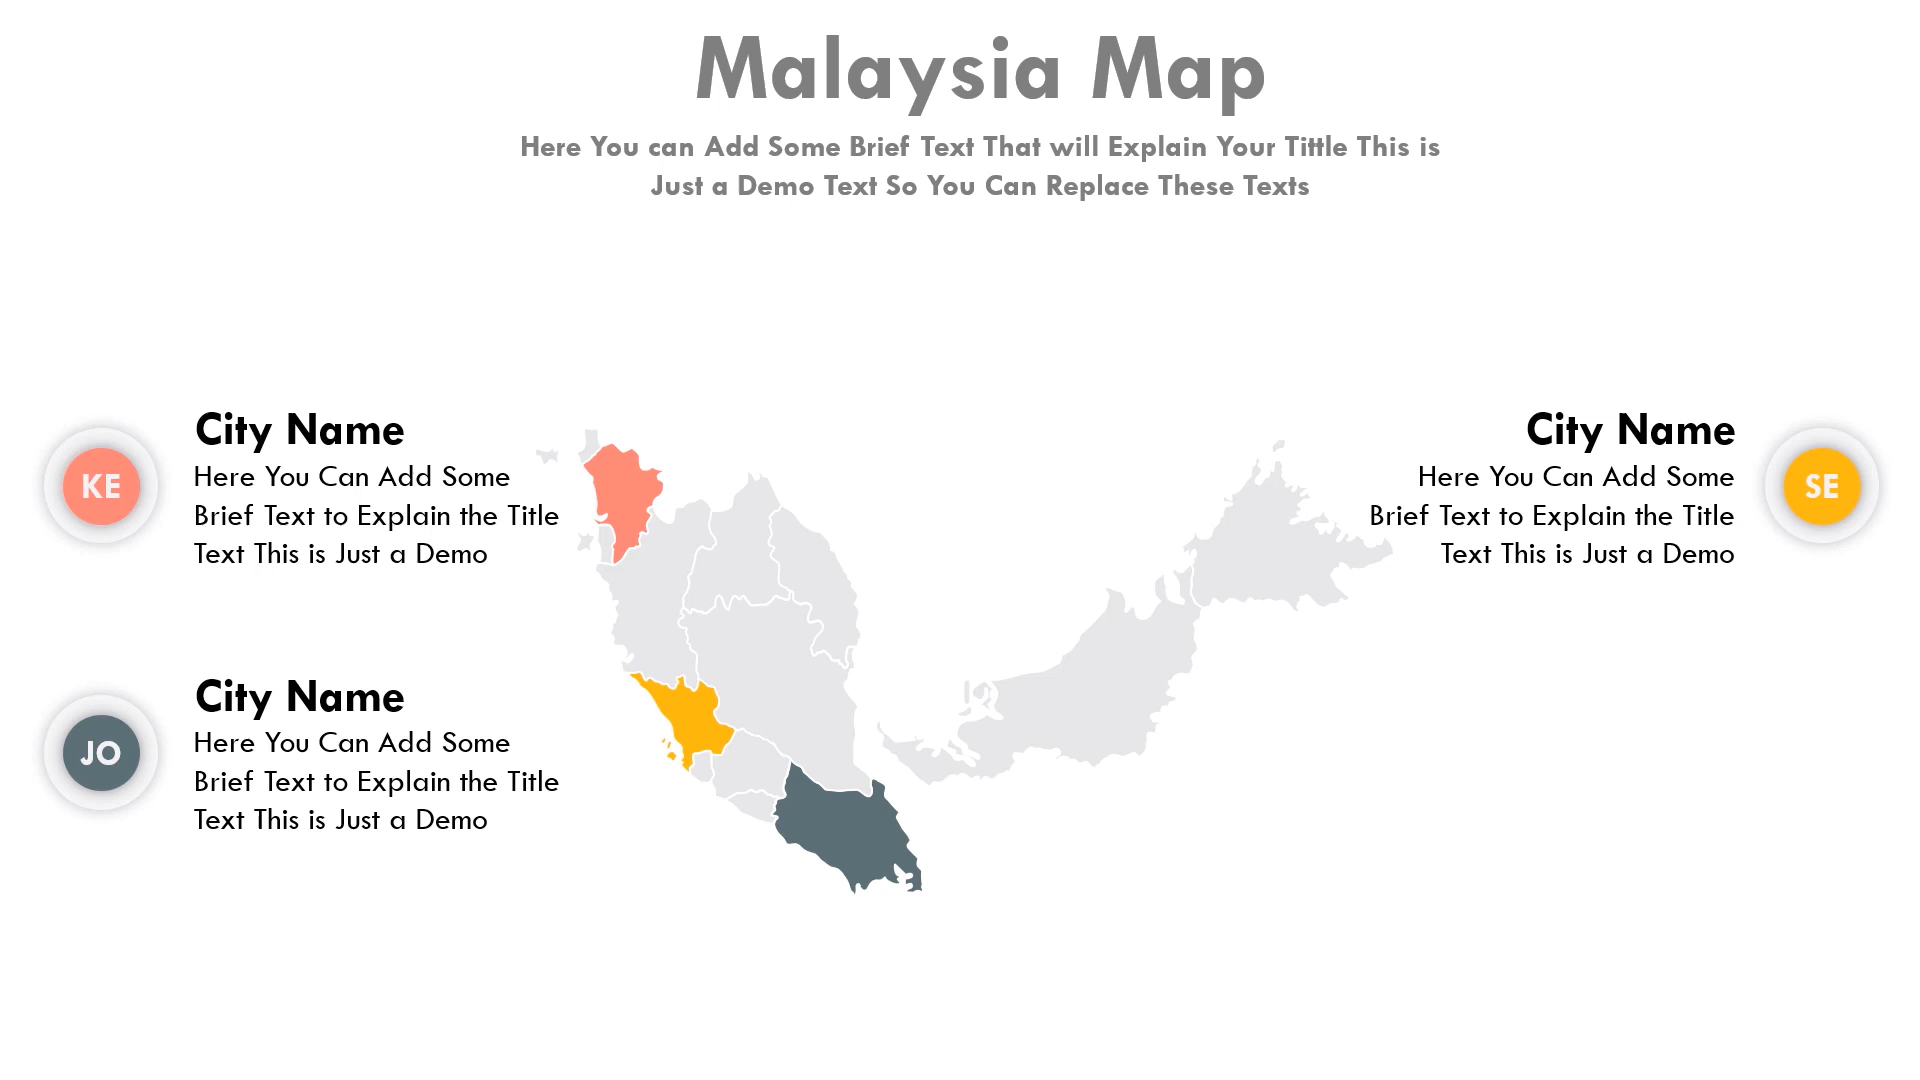 Malaysia Map
Here You can Add Some Brief Text That will Explain Your Tittle This is
Just a Demo Text So You Can Replace These Texts
KE
City Name
Here You Can Add Some
Brief Text to Explain the Title
Text This is Just a Demo
JO
City Name
Here You Can Add Some
Brief Text to Explain the Title
Text This is Just a Demo
City Name
Here You Can Add Some
Brief Text to Explain the Title
Text This is Just a Demo
SE